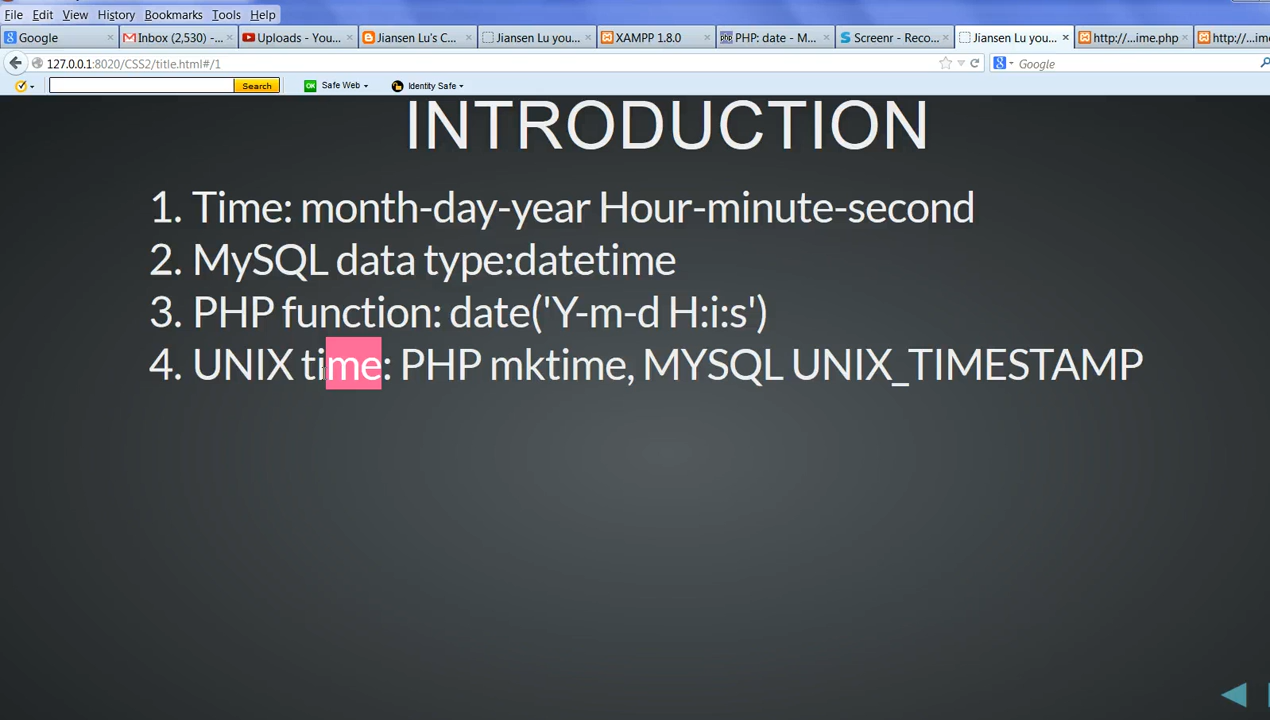 File Edit View History Bookmarks Tools Help
Google Inbox (2,530) -... Uploads - You... Jiansen Lu's C... Jiansen Lu you... XAMPP 1.8.0 PHP: date - M... Screenr - Reco... Jiansen Lu you... http://...ime.php http://...ime
127.0.0.1:8020/CSS2/title.html#/1 Google
Search Safe Web Identity Safe
INTRODUCTION
1. Time: month-day-year Hour-minute-second
2. MySQL data type:datetime
3. PHP function: date('Y-m-d H:i:s')
4. UNIX time: PHP mktime, MYSQL UNIX_TIMESTAMP